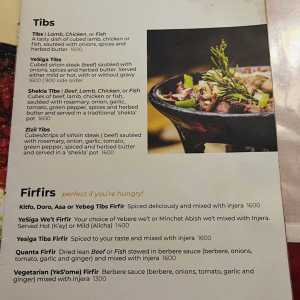 Tibs
Tibs | Lamb, Chicken, or Fish
A tasty dish of cubed lamb, chicken, or
fish, sautéed with onions, spices and
herbed butter 1600
YeSiga Tibs
Cubed sirloin steak (beef) sautéed with
onions, spices and herbed butter. Served
either mild or hot, with or without gravy
1600 | 900 side order
Shekla Tibs | Beef, Lamb, Chicken, or Fish
Cubes of beef, lamb, chicken, or fish,
sautéed with rosemary, onion, garlic,
tomato, green pepper, spices and herbed
butter and served in a traditional 'shekla'
pot 1600
Zizil Tibs
Cubes/strips of sirloin steak (beef) sautéed
with rosemary, onion, garlic, tomato,
green pepper, spices and herbed butter
and served in a 'shekla' pot 1600
Firfirs perfect if you're hungry!
Kitfo, Doro, Asa or Yebeg Tibs Firfir Spiced deliciously and mixed with injera 1600
YeSiga We't Firfir Your choice of Yebere we't or Minchet Abish we't mixed with Injera.
Served Hot (K'ay) or Mild (Alicha) 1400
Yesiga Tibs Firfir Spiced to your taste and mixed with injera 1600
Quanta Firfir Dried lean Beef or Fish stewed in berbere sauce (berbere, onions,
tomato, garlic and ginger) and mixed with injera 1600
Vegetarian (YeS'ome) Firfir Berbere sauce (berbere, onions, tomato, garlic and
ginger) mixed with injera 1300